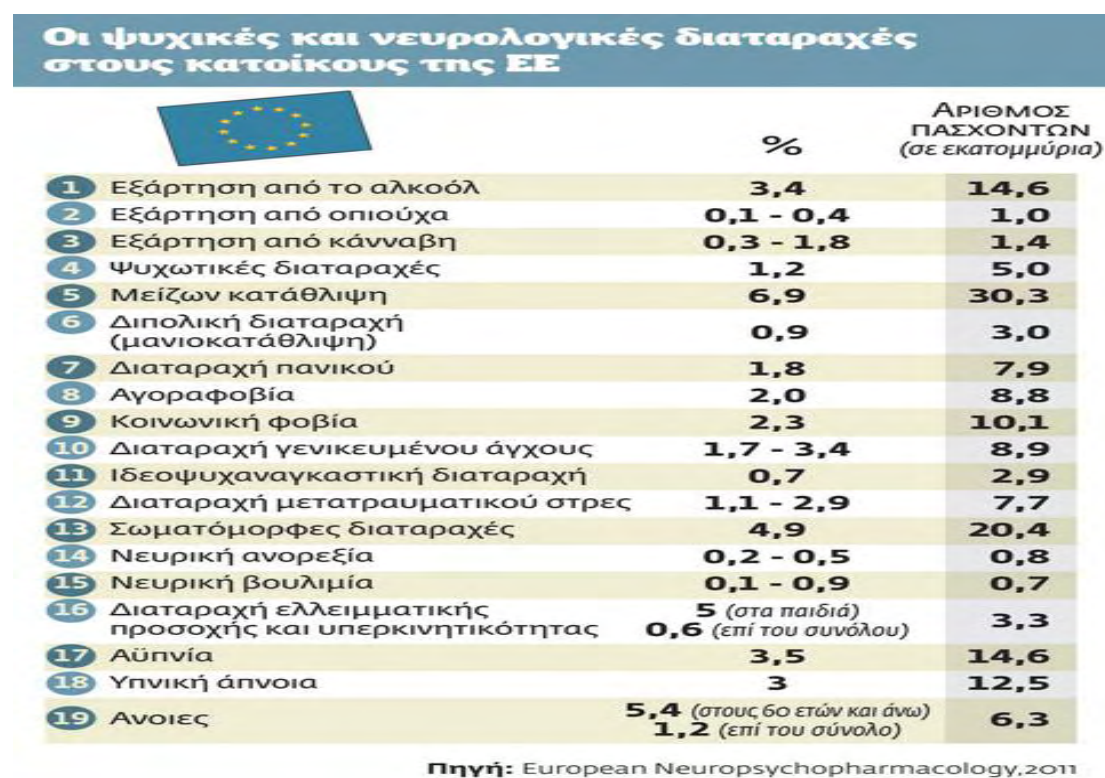 Οι ψυχικές και νευρολογικές διαταραχές
στους κατοίκους της ΕΕ
% ΑΡΙΘΜΟΣ
ΠΑΣΧΟΝΤΩΝ
(σε εκατομμύρια)
1 Εξάρτηση από το αλκοόλ 3,4 14,6
2 Εξάρτηση από οπιούχα 0,1 - 0,4 1,0
3 Εξάρτηση από κάνναβη 0,3 - 1,8 1,4
4 Ψυχωτικές διαταραχές 1,2 5,0
5 Μείζων κατάθλιψη 6,9 30,3
6 Διπολική διαταραχή
(μανιοκατάθλιψη) 0,9 3,0
7 Διαταραχή πανικού 1,8 7,9
8 Αγοραφοβία 2,0 8,8
9 Κοινωνική φοβία 2,3 10,1
10 Διαταραχή γενικευμένου άγχους 1,7 - 3,4 8,9
11 Ιδεοψυχαναγκαστική διαταραχή 0,7 2,9
12 Διαταραχή μετατραυματικού στρες 1,1 - 2,9 7,7
13 Σωματόμορφες διαταραχές 4,9 20,4
14 Νευρική ανορεξία 0,2 - 0,5 0,8
15 Νευρική βουλιμία 0,1 - 0,9 0,7
16 Διαταραχή ελλειμματικής 5 (στα παιδιά)
προσοχής και υπερκινητικότητας 0,6 (επί του συνόλου) 3,3
17 Αϋπνία 3,5 14,6
18 Υπνική άπνοια 3 12,5
19 Ανοιες 5,4 (στους 60 ετών και άνω)
1,2 (επί του σύνολο) 6,3
Πηγή: European Neuropsychopharmacology,2011